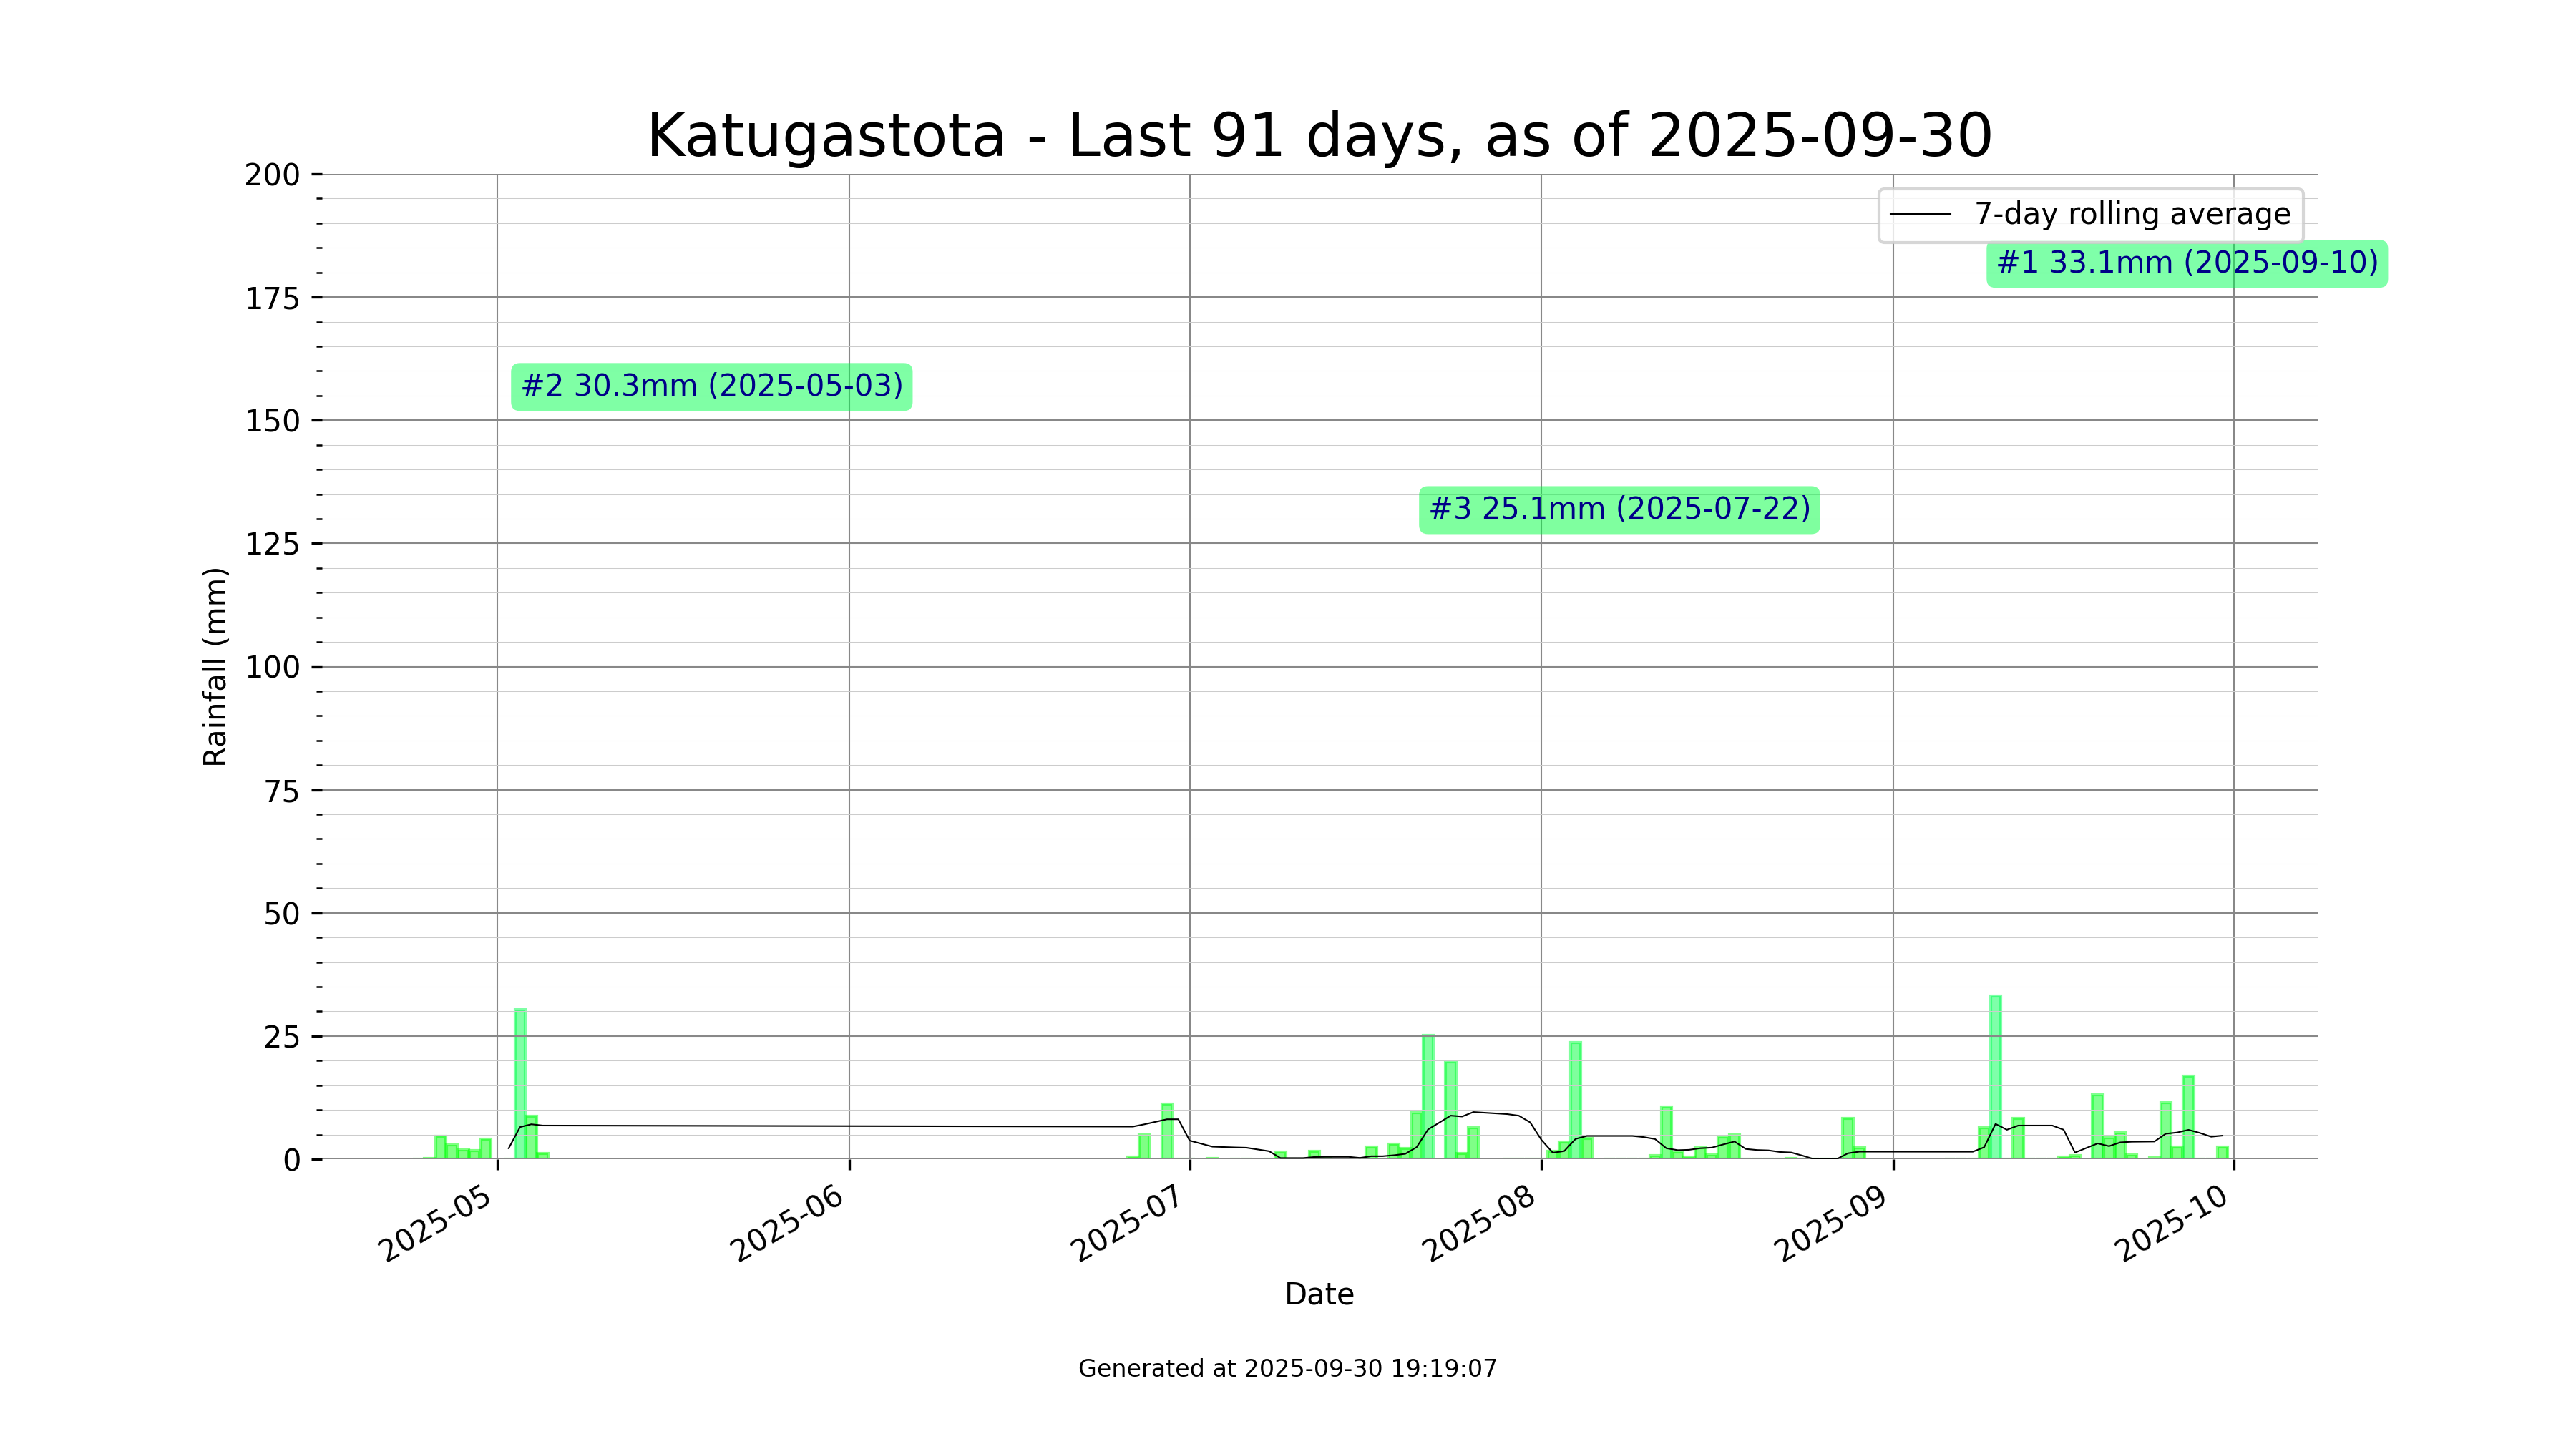 Katugastota - Last 91 days, as of 2025-09-30
200
175
150
125
100
75
50
25
0
Rainfall (mm)
7-day rolling average
#1 33.1mm (2025-09-10)
#2 30.3mm (2025-05-03)
#3 25.1mm (2025-07-22)
2025-05
2025-06
2025-07
2025-08
2025-09
2025-10
Date
Generated at 2025-09-30 19:19:07